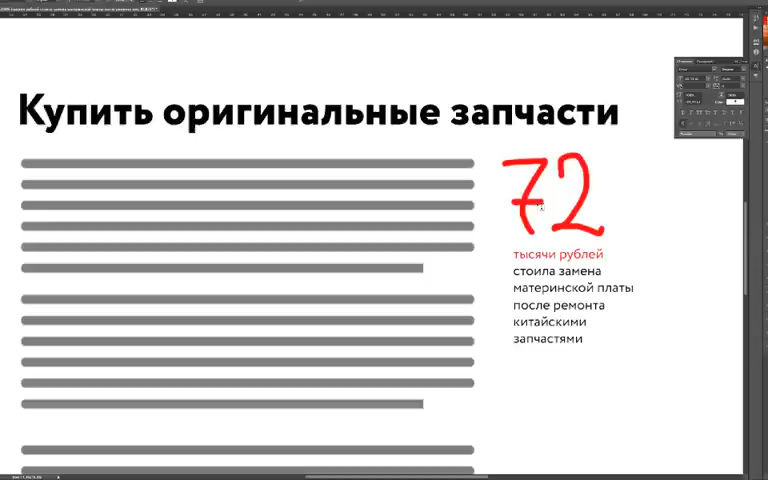 Купить оригинальные запчасти
72
тысячи рублей
стоила замена
материнской платы
после ремонта
китайскими
запчастями